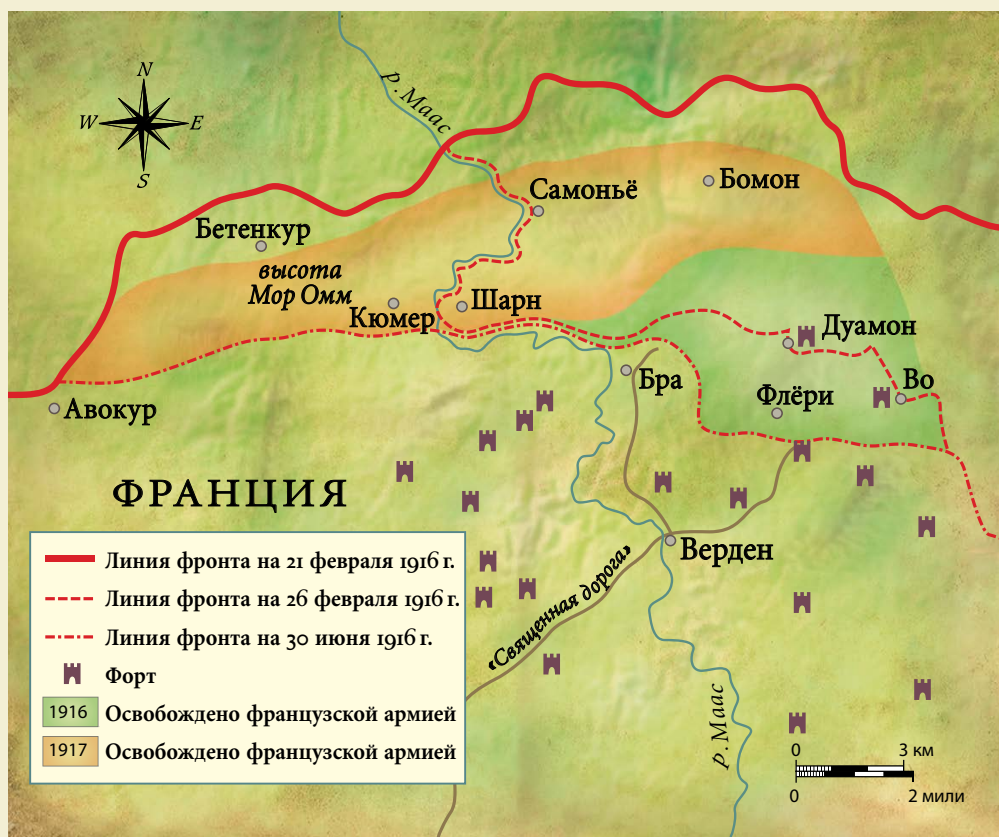 N
W
E
S
р. Маас
Самоньё
Бомон
Бетенкур
высота
Мор Омм
Кюмер
Шарн
Дуамон
Бра
Флёри
Во
Авокур
ФРАНЦИЯ
Верден
«Священная дорога»
р. Маас
Линия фронта на 21 февраля 1916 г.
Линия фронта на 26 февраля 1916 г.
Линия фронта на 30 июня 1916 г.
Форт
1916 Освобождено французской армией
1917 Освобождено французской армией
0 3 км
0 2 мили